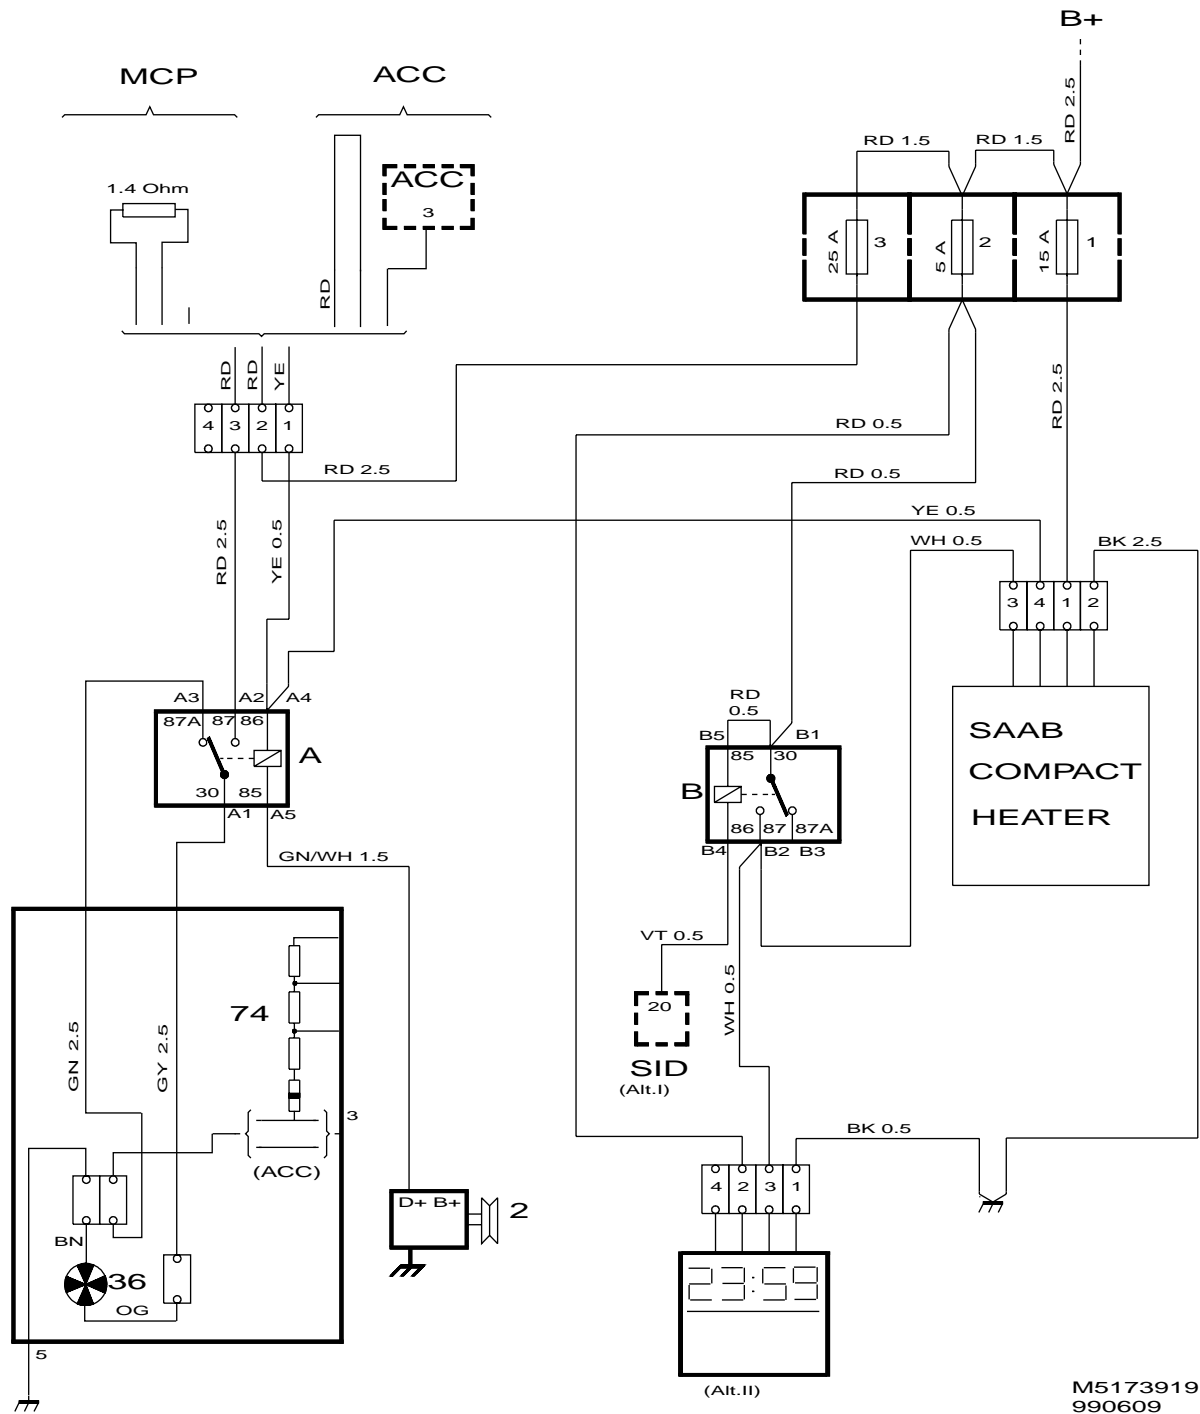 B+
MCP
ACC
RD 2.5
RD 1.5
RD 1.5
1.4 Ohm
ACC
3
RD
25 A
3
5 A
2
15 A
1
RD
RD
YE
RD 2.5
4
3
2
1
RD 0.5
RD 2.5
RD 0.5
YE 0.5
WH 0.5
BK 2.5
RD 2.5
YE 0.5
3
4
1
2
A3
A2
A4
87A
87
86
A
30
85
A1
A5
RD
0.5
B5
B1
85
30
B
86
87
87A
B4
B2
B3
SAAB
COMPACT
HEATER
GN/WH 1.5
VT 0.5
20
SID
(Alt.I)
WH 0.5
74
GN 2.5
GY 2.5
3
(ACC)
BK 0.5
4
2
3
1
D+ B+
2
BN
36
OG
23:59
5
(Alt.II)
M5173919
990609